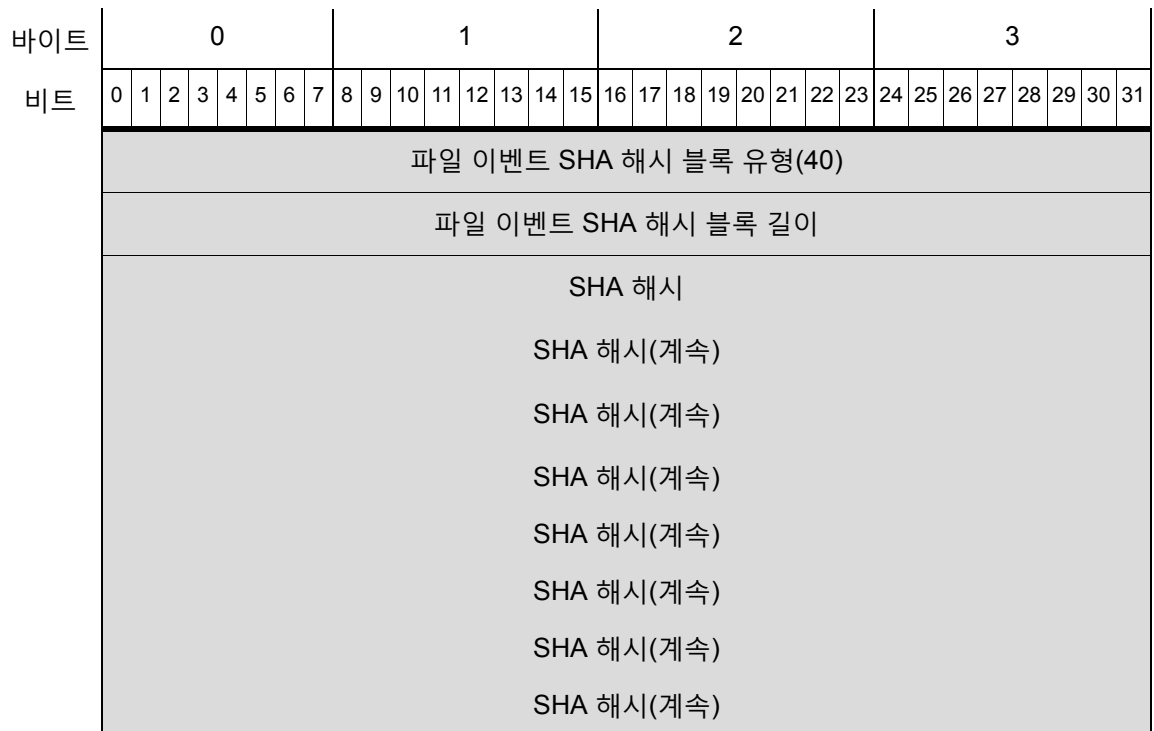 바이트 0 1 2 3
비트 0 1 2 3 4 5 6 7 8 9 10 11 12 13 14 15 16 17 18 19 20 21 22 23 24 25 26 27 28 29 30 31
파일 이벤트 SHA 해시 블록 유형(40)
파일 이벤트 SHA 해시 블록 길이
SHA 해시
SHA 해시(계속)
SHA 해시(계속)
SHA 해시(계속)
SHA 해시(계속)
SHA 해시(계속)
SHA 해시(계속)
SHA 해시(계속)